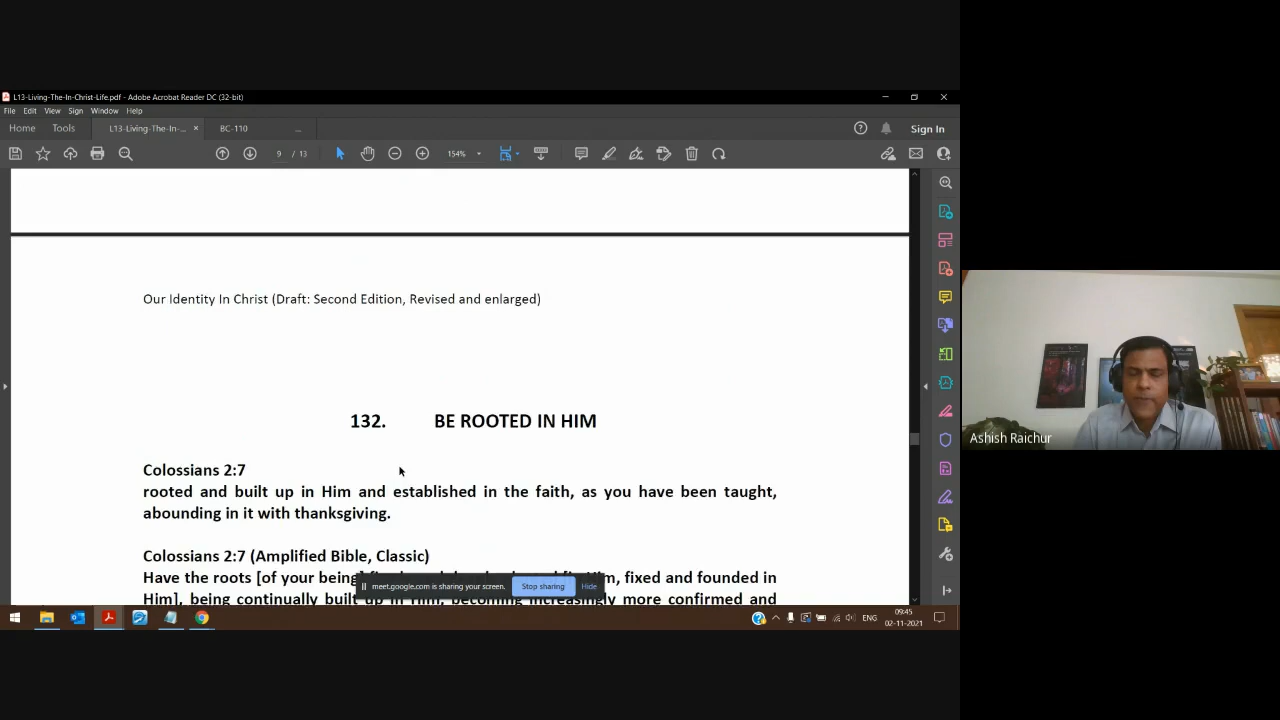 L13-Living-The-In-Christ-Life.pdf - Adobe Acrobat Reader DC (32-bit)
File Edit View Sign Window Help
Home Tools L13-Living-The-In-... × BC-110 ... Sign In
9 / 13 154%
Our Identity In Christ (Draft: Second Edition, Revised and enlarged)
132. BE ROOTED IN HIM
Colossians 2:7
rooted and built up in Him and established in the faith, as you have been taught,
abounding in it with thanksgiving.
Colossians 2:7 (Amplified Bible, Classic)
Have the roots [of your being] Him, fixed and founded in
Him], being continually built up in Him, becoming increasingly more confirmed and
meet.google.com is sharing your screen. Stop sharing Hide
ENG 09:45
02-11-2021
Ashish Raichur